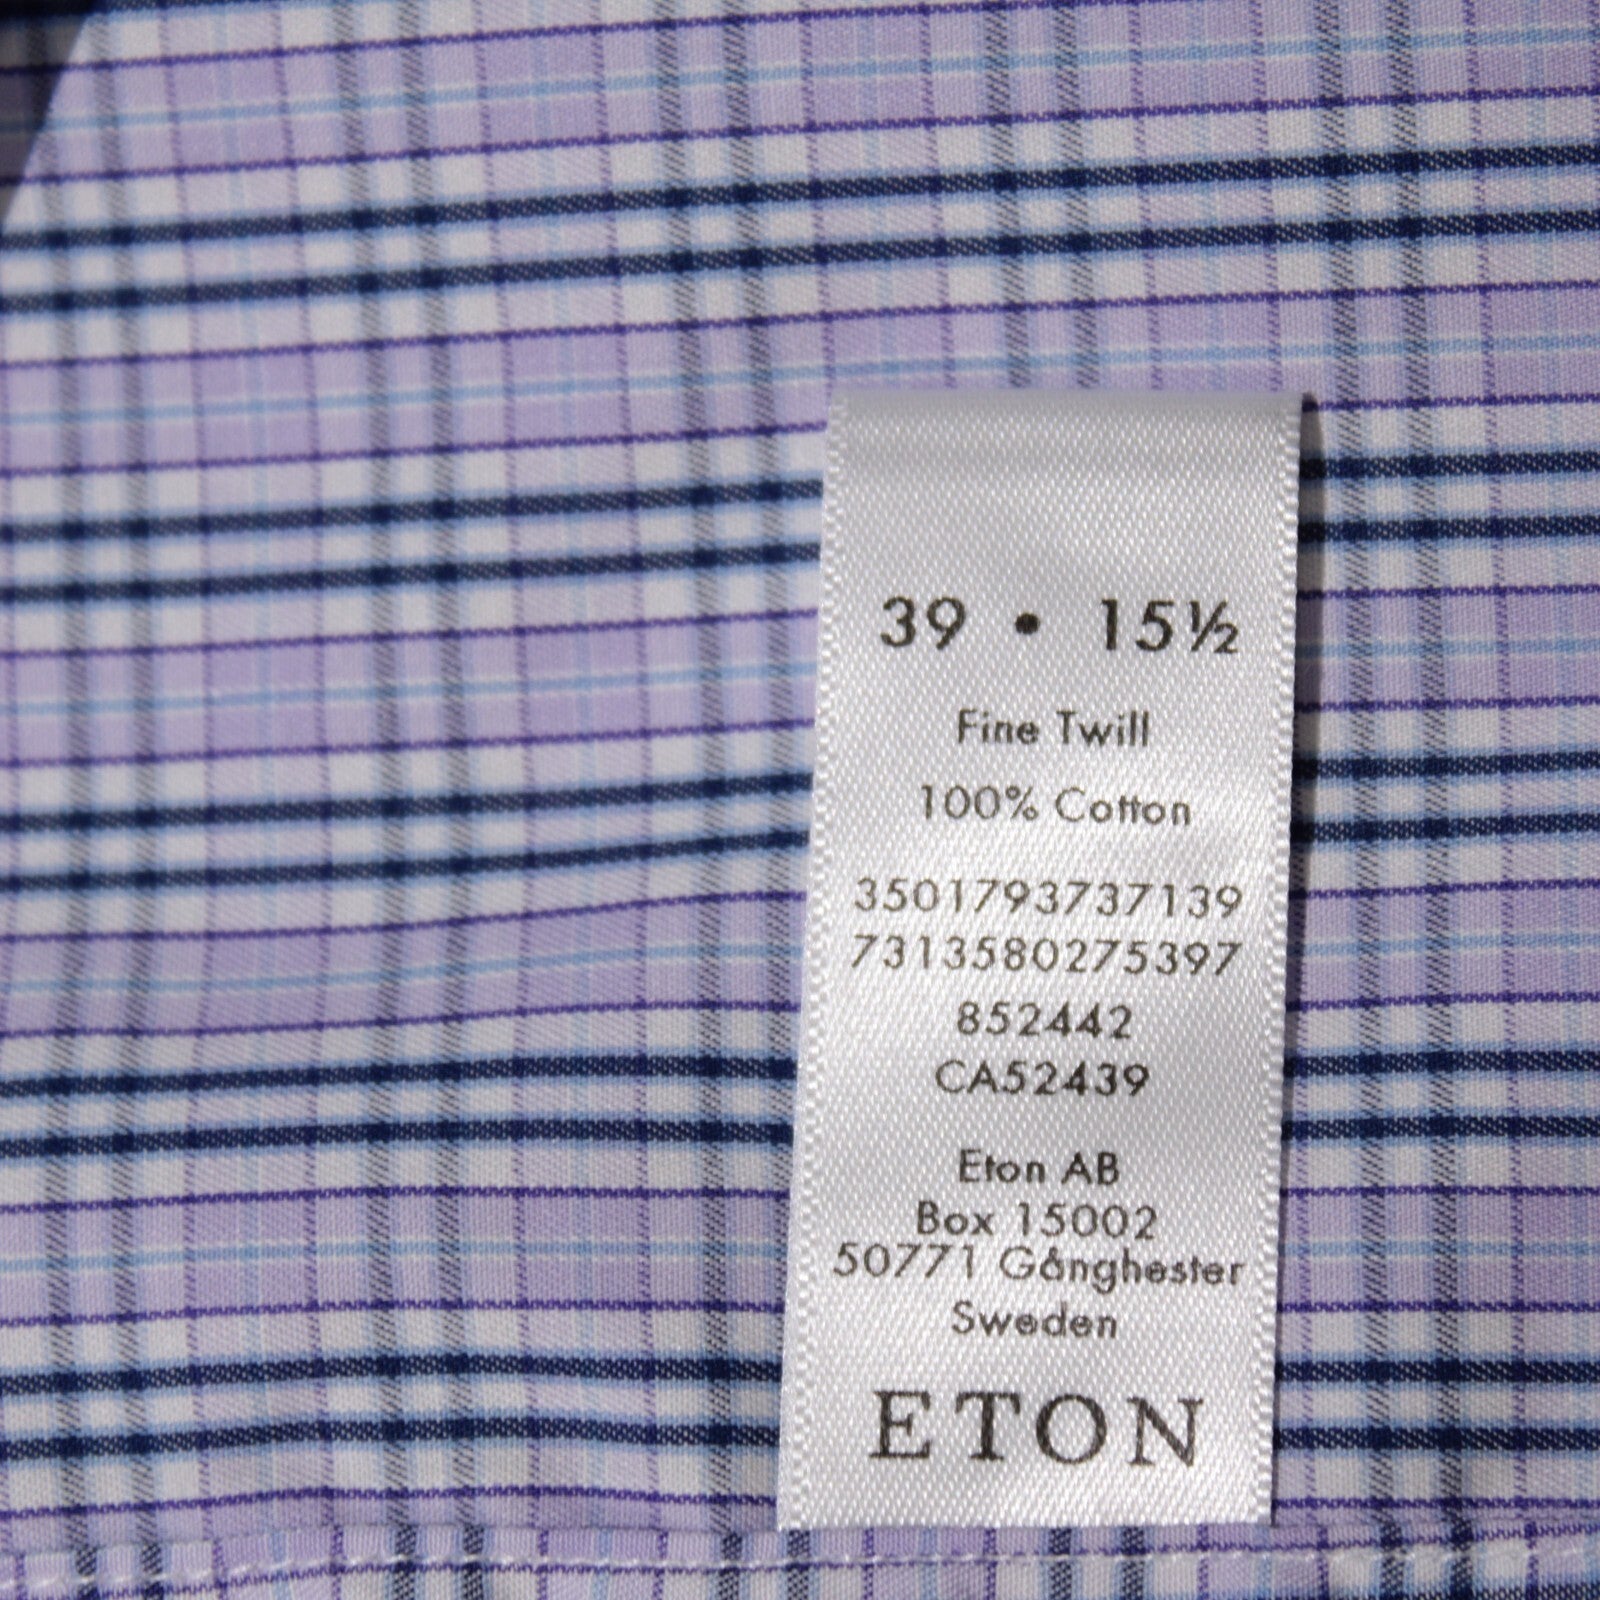 39 • 15½
Fine Twill
100% Cotton
3501793737139
7313580275397
852442
CA52439
Eton AB
Box 15002
50771 Gånghester
Sweden
ETON